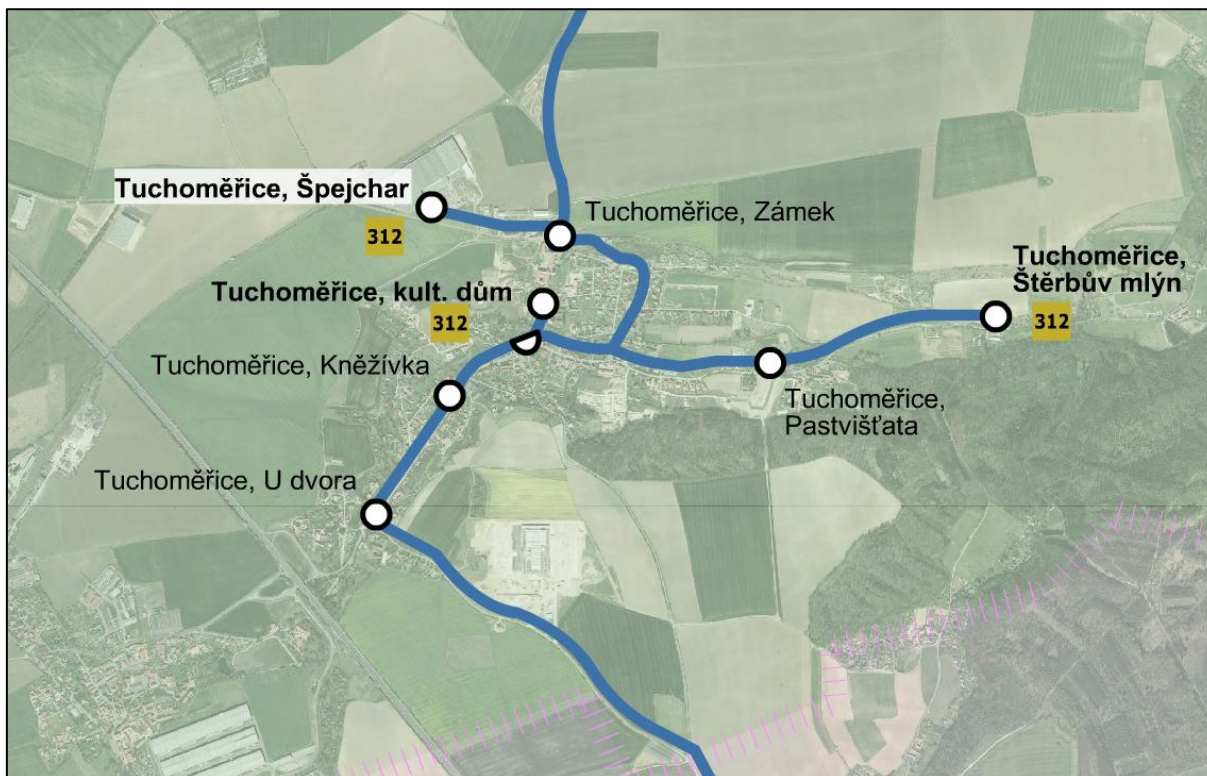 Tuchoměřice, Špejchar
312
Tuchoměřice, Zámek
Tuchoměřice,
Štěrbův mlýn
312
Tuchoměřice, kult. dům
312
Tuchoměřice, Kněžívka
Tuchoměřice,
Pastvišťata
Tuchoměřice, U dvora